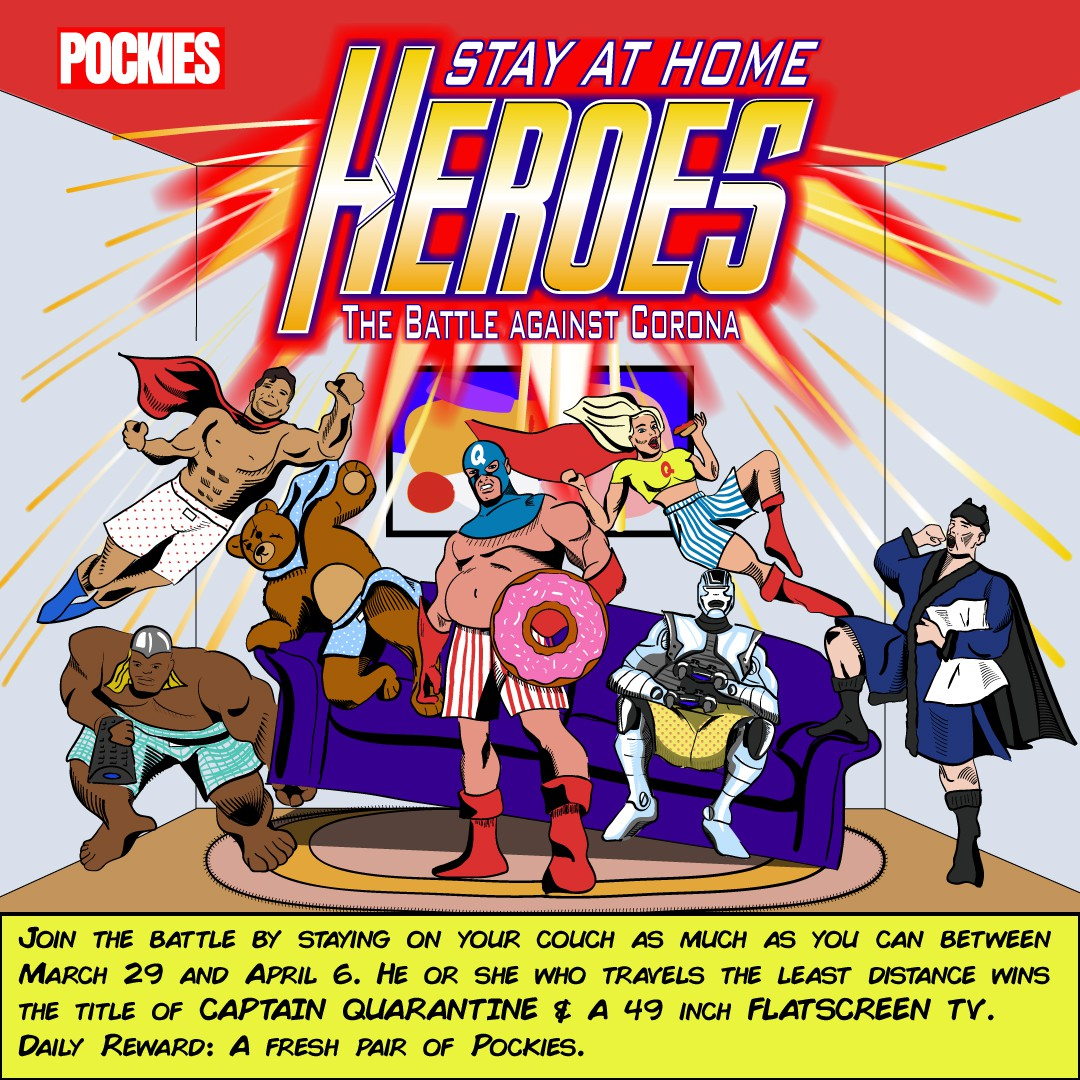 POCKIES
STAY AT HOME
HEROES
THE BATTLE AGAINST CORONA
Q
Q
JOIN THE BATTLE BY STAYING ON YOUR COUCH AS MUCH AS YOU CAN BETWEEN
MARCH 29 AND APRIL 6. HE OR SHE WHO TRAVELS THE LEAST DISTANCE WINS
THE TITLE OF CAPTAIN QUARANTINE & A 49 INCH FLATSCREEN TV.
DAILY REWARD: A FRESH PAIR OF POCKIES.